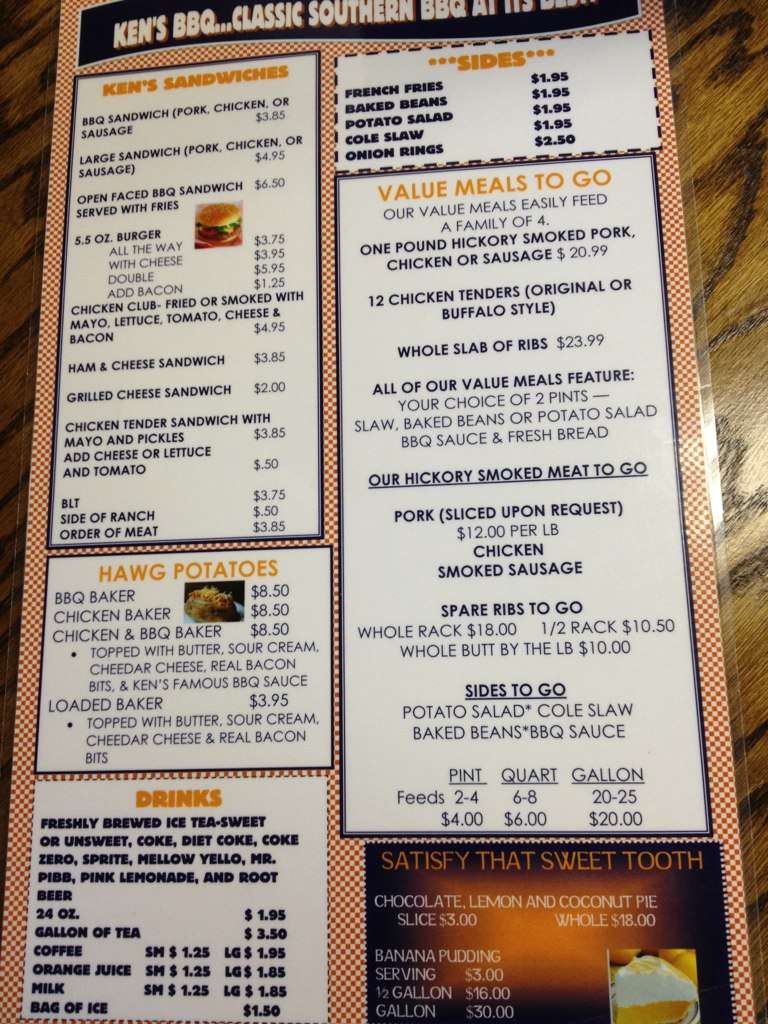 KEN'S BBQ...CLASSIC SOUTHERN BBQ AT ITS BEST!
KEN'S SANDWICHES
BBQ SANDWICH (PORK, CHICKEN, OR
SAUSAGE $3.85
LARGE SANDWICH (PORK, CHICKEN, OR
SAUSAGE) $4.95
OPEN FACED BBQ SANDWICH $6.50
SERVED WITH FRIES
5.5 OZ. BURGER
ALL THE WAY $3.75
WITH CHEESE $3.95
DOUBLE $5.95
ADD BACON $1.25
CHICKEN CLUB- FRIED OR SMOKED WITH
MAYO, LETTUCE, TOMATO, CHEESE &
BACON $4.95
HAM & CHEESE SANDWICH $3.85
GRILLED CHEESE SANDWICH $2.00
CHICKEN TENDER SANDWICH WITH
MAYO AND PICKLES $3.85
ADD CHEESE OR LETTUCE
AND TOMATO $.50
BLT $3.75
SIDE OF RANCH $.50
ORDER OF MEAT $3.85
HAWG POTATOES
BBQ BAKER $8.50
CHICKEN BAKER $8.50
CHICKEN & BBQ BAKER $8.50
• TOPPED WITH BUTTER, SOUR CREAM,
CHEEDAR CHEESE, REAL BACON
BITS, & KEN'S FAMOUS BBQ SAUCE
LOADED BAKER $3.95
• TOPPED WITH BUTTER, SOUR CREAM,
CHEEDAR CHEESE & REAL BACON
BITS
DRINKS
FRESHLY BREWED ICE TEA-SWEET
OR UNSWEET, COKE, DIET COKE, COKE
ZERO, SPRITE, MELLOW YELLO, MR.
PIBB, PINK LEMONADE, AND ROOT
BEER
24 OZ. $ 1.95
GALLON OF TEA $ 3.50
COFFEE SM $ 1.25 LG $ 1.95
ORANGE JUICE SM $ 1.25 LG $ 1.85
MILK SM $ 1.25 LG $ 1.85
BAG OF ICE $1.50
***SIDES***
FRENCH FRIES $1.95
BAKED BEANS $1.95
POTATO SALAD $1.95
COLE SLAW $1.95
ONION RINGS $2.50
VALUE MEALS TO GO
OUR VALUE MEALS EASILY FEED
A FAMILY OF 4.
ONE POUND HICKORY SMOKED PORK,
CHICKEN OR SAUSAGE $ 20.99
12 CHICKEN TENDERS (ORIGINAL OR
BUFFALO STYLE)
WHOLE SLAB OF RIBS $23.99
ALL OF OUR VALUE MEALS FEATURE:
YOUR CHOICE OF 2 PINTS —
SLAW, BAKED BEANS OR POTATO SALAD
BBQ SAUCE & FRESH BREAD
OUR HICKORY SMOKED MEAT TO GO
PORK (SLICED UPON REQUEST)
$12.00 PER LB
CHICKEN
SMOKED SAUSAGE
SPARE RIBS TO GO
WHOLE RACK $18.00 1/2 RACK $10.50
WHOLE BUTT BY THE LB $10.00
SIDES TO GO
POTATO SALAD* COLE SLAW
BAKED BEANS*BBQ SAUCE
PINT QUART GALLON
Feeds 2-4 6-8 20-25
$4.00 $6.00 $20.00
SATISFY THAT SWEET TOOTH
CHOCOLATE, LEMON AND COCONUT PIE
SLICE $3.00 WHOLE $18.00
BANANA PUDDING
SERVING $3.00
1/2 GALLON $16.00
GALLON $30.00